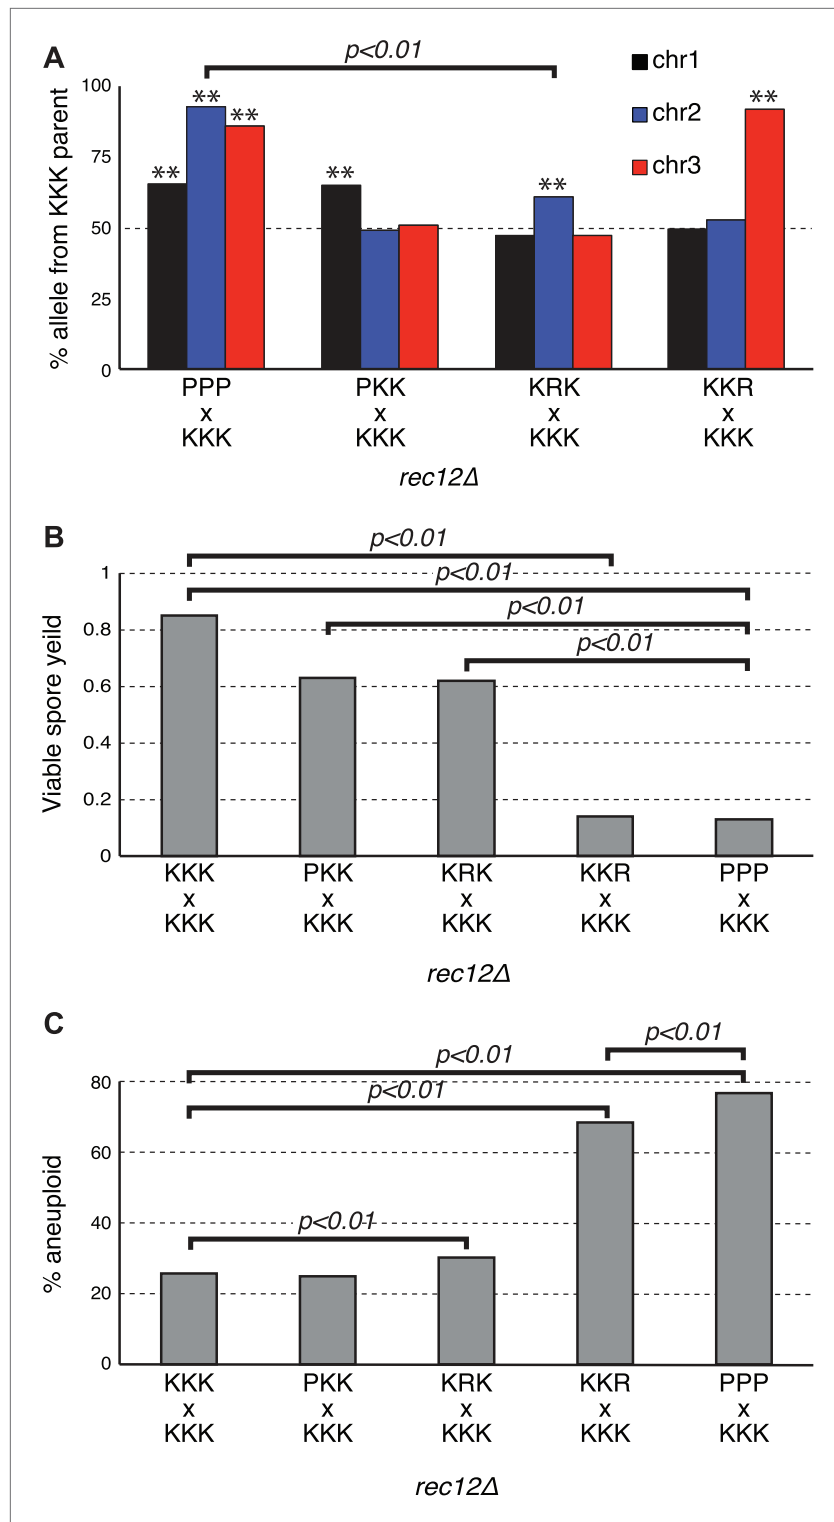 A
p<0.01
chr1
chr2
chr3
% allele from KKK parent
100
75
50
25
0
**
**
**
**
**
**
PPP
x
KKK
PKK
x
KKK
KRK
x
KKK
KKR
x
KKK
rec12Δ
B
p<0.01
p<0.01
p<0.01
p<0.01
Viable spore yeild
1
0.8
0.6
0.4
0.2
0
KKK
x
KKK
PKK
x
KKK
KRK
x
KKK
KKR
x
KKK
PPP
x
KKK
rec12Δ
C
p<0.01
p<0.01
p<0.01
p<0.01
% aneuploid
80
60
40
20
0
KKK
x
KKK
PKK
x
KKK
KRK
x
KKK
KKR
x
KKK
PPP
x
KKK
rec12Δ